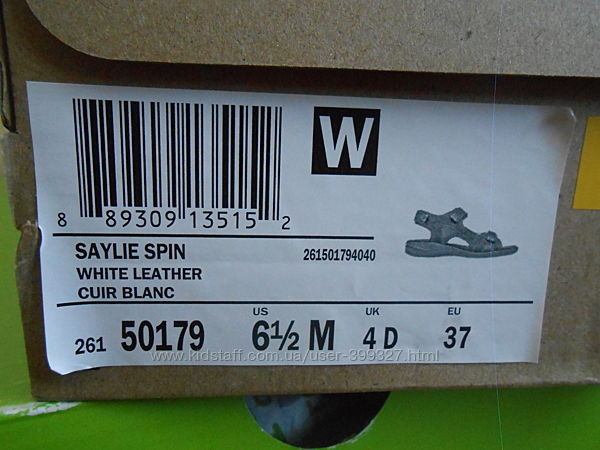 W
8 89309 13515 2
SAYLIE SPIN 261501794040
WHITE LEATHER
CUIR BLANC
US UK EU
261 50179 6½ M 4 D 37
www.kidstaff.com.ua/user-399327.html